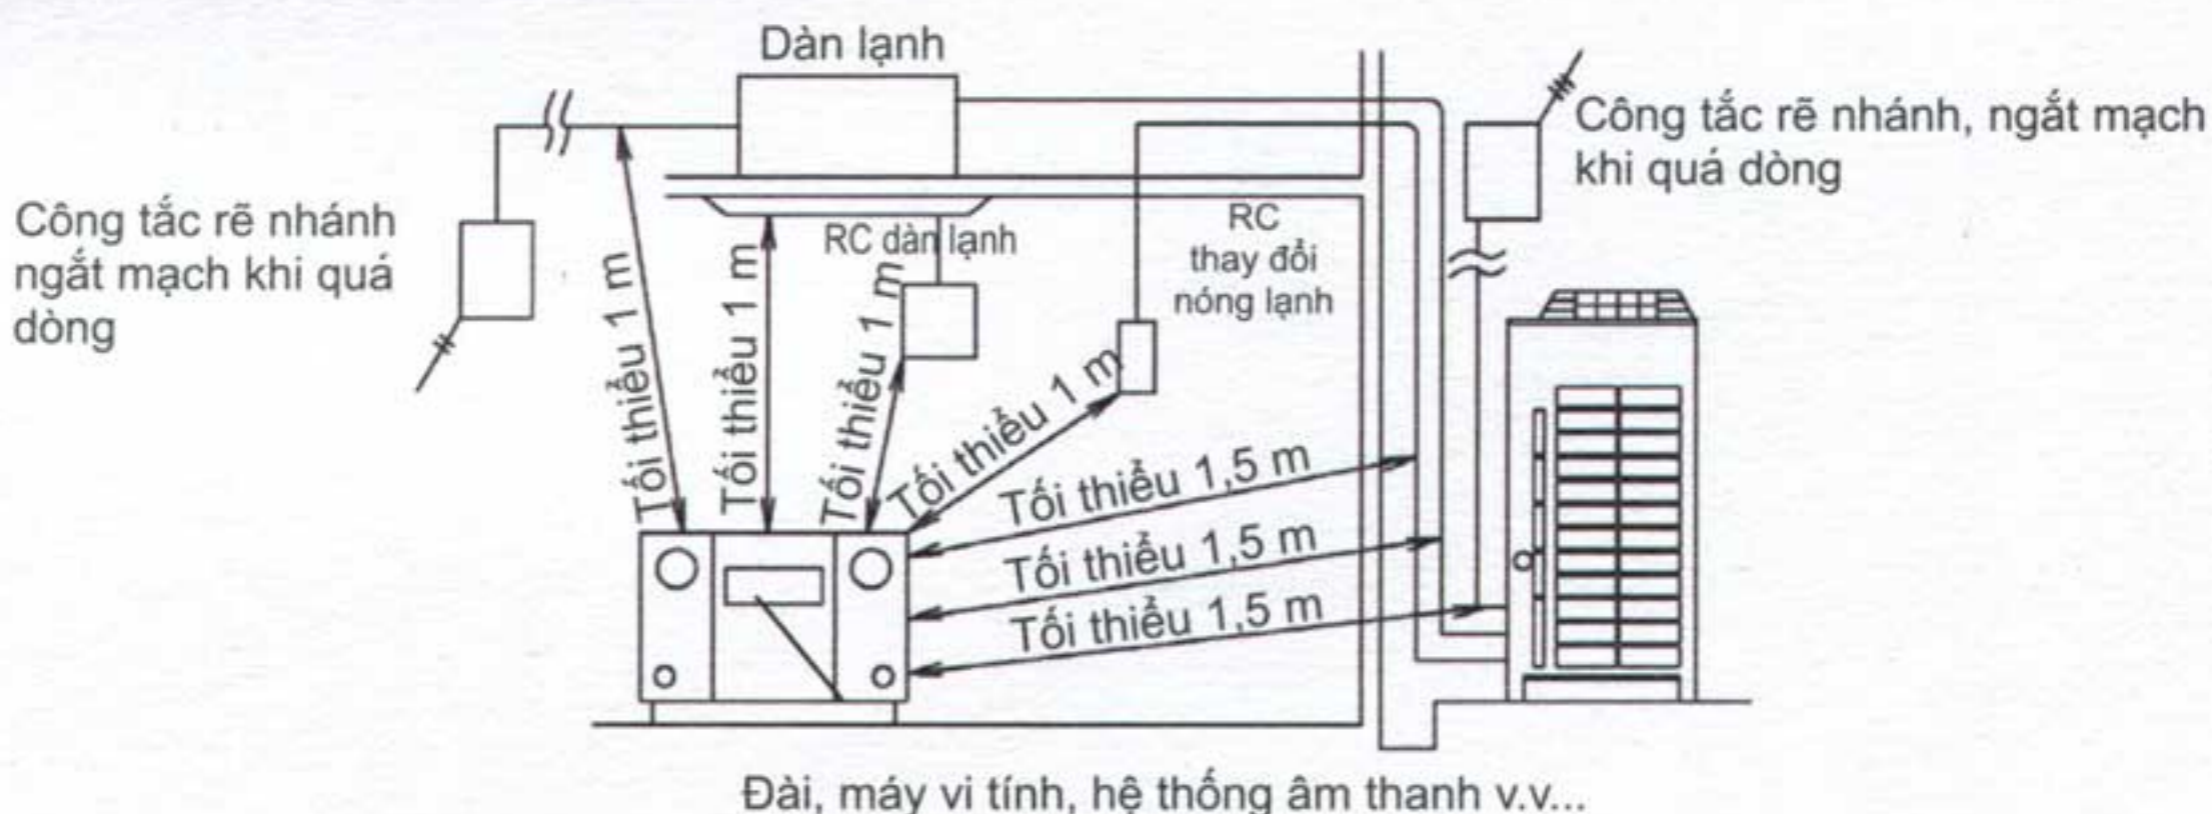 Dàn lạnh
Công tắc rẽ nhánh, ngắt mạch
khi quá dòng
Công tắc rẽ nhánh
ngắt mạch khi quá
dòng
RC dàn lạnh
RC
thay đổi
nóng lạnh
Tối thiểu 1 m
Tối thiểu 1 m
Tối thiểu 1 m
Tối thiểu 1 m
Tối thiểu 1,5 m
Tối thiểu 1,5 m
Tối thiểu 1,5 m
Đài, máy vi tính, hệ thống âm thanh v.v...